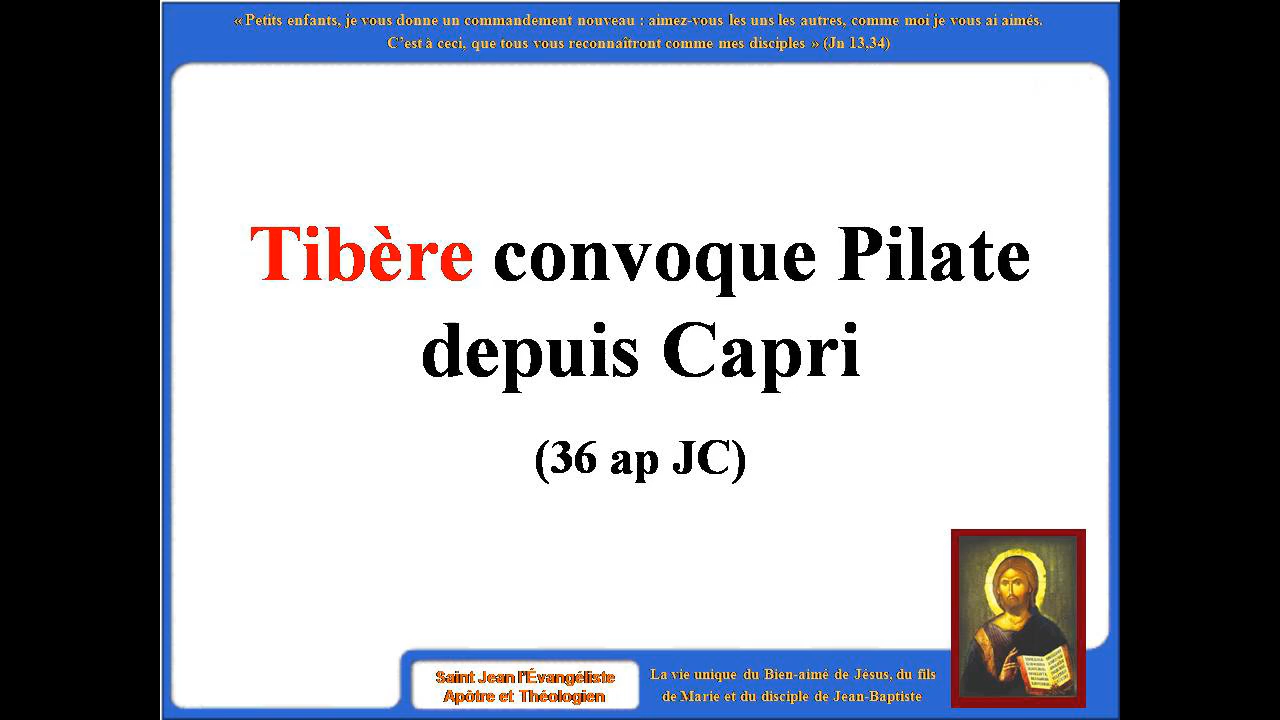 « Petits enfants, je vous donne un commandement nouveau : aimez-vous les uns les autres, comme moi je vous ai aimés.
C’est à ceci, que tous vous reconnaîtront comme mes disciples » (Jn 13,34)
Tibère convoque Pilate
depuis Capri
(36 ap JC)
Saint Jean l'Évangéliste
Apôtre et Théologien
La vie unique du Bien-aimé de Jésus, du fils
de Marie et du disciple de Jean-Baptiste